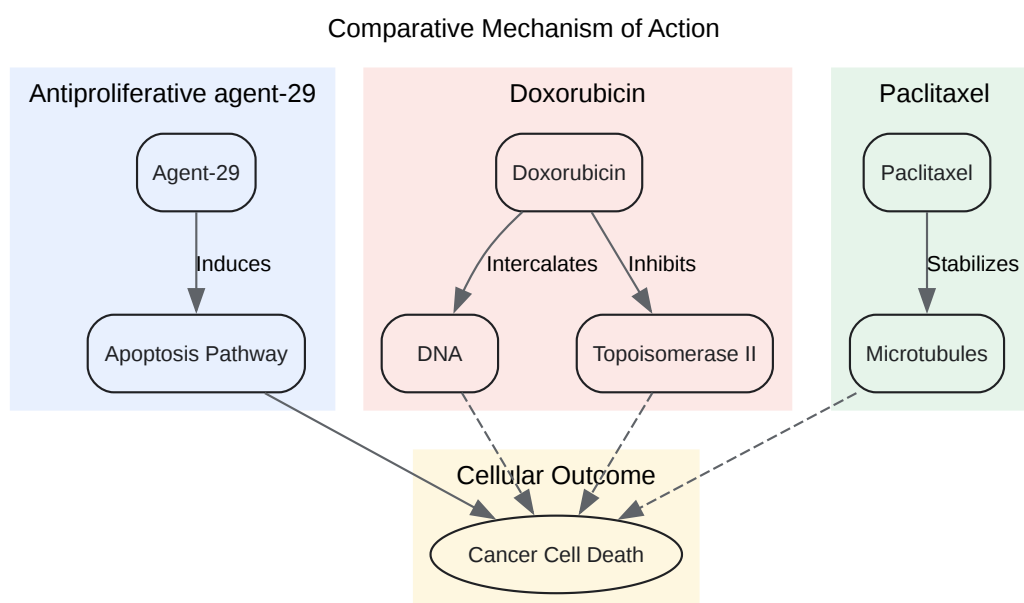 Comparative Mechanism of Action
Antiproliferative agent-29
Doxorubicin
Paclitaxel
Agent-29
Doxorubicin
Paclitaxel
Induces
Intercalates
Inhibits
Stabilizes
Apoptosis Pathway
DNA
Topoisomerase II
Microtubules
Cellular Outcome
Cancer Cell Death